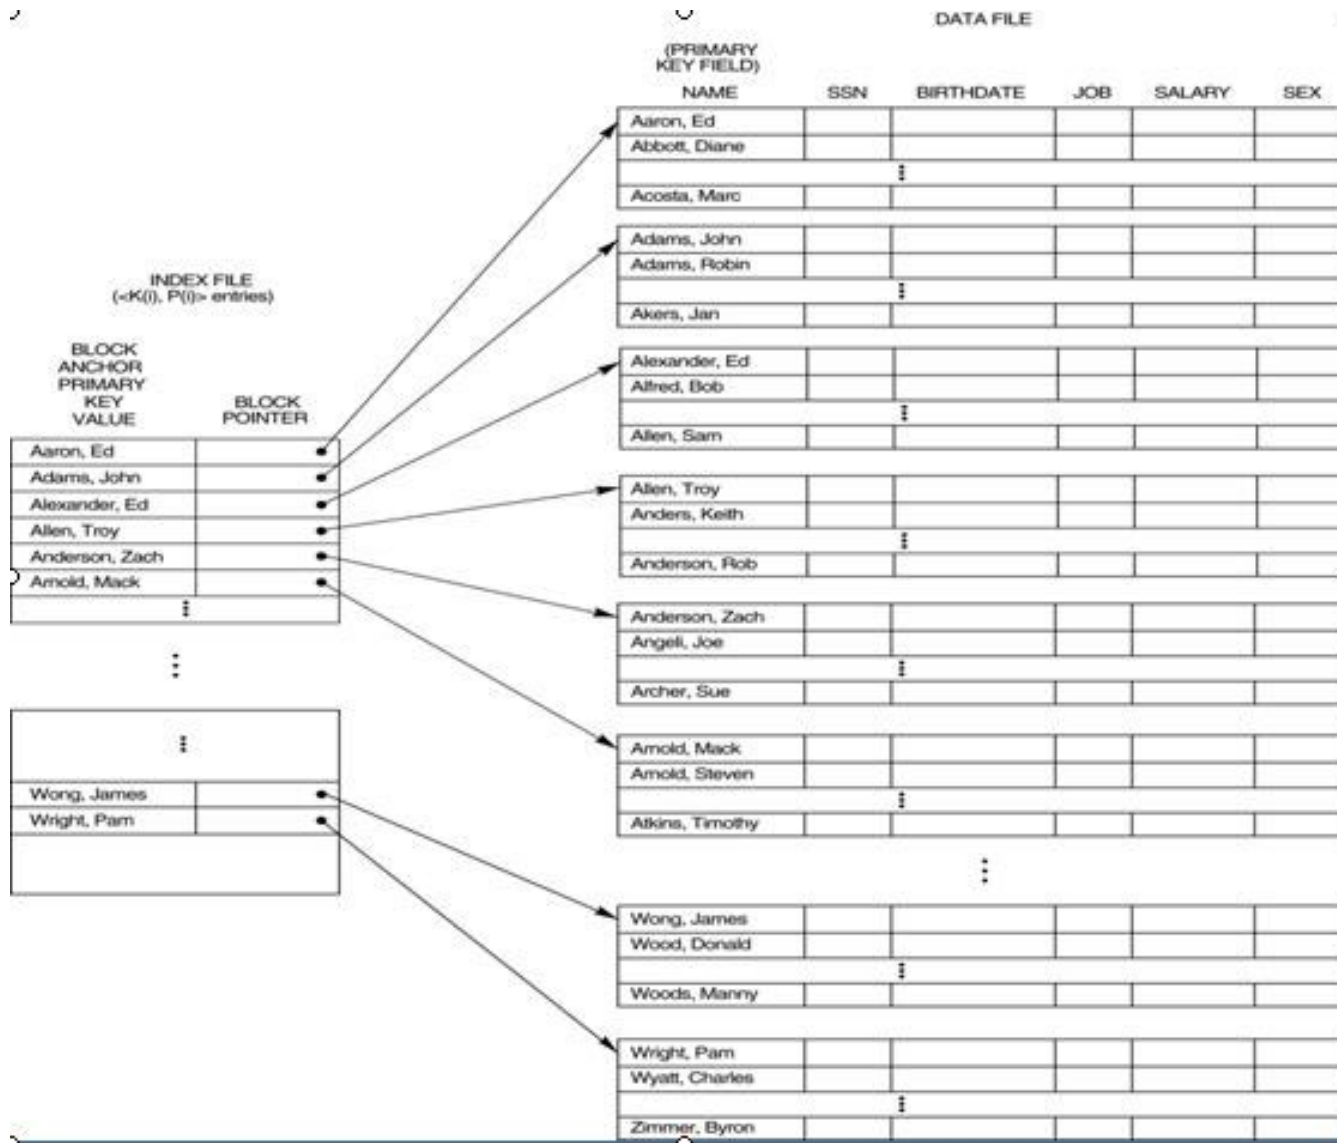 DATA FILE
(PRIMARY
KEY FIELD)
NAME SSN BIRTHDATE JOB SALARY SEX
Aaron, Ed
Abbott, Diane
Acosta, Marc
Adams, John
Adams, Robin
Akers, Jan
Alexander, Ed
Alfred, Bob
Allen, Sam
Allen, Troy
Anders, Keith
Anderson, Rob
Anderson, Zach
Angeli, Joe
Archer, Sue
Arnold, Mack
Arnold, Steven
Atkins, Timothy
Wong, James
Wood, Donald
Woods, Manny
Wright, Pam
Wyatt, Charles
Zimmer, Byron
INDEX FILE
(<K(i), P(i)> entries)
BLOCK
ANCHOR
PRIMARY
KEY
VALUE
BLOCK
POINTER
Aaron, Ed
Adams, John
Alexander, Ed
Allen, Troy
Anderson, Zach
Arnold, Mack
Wong, James
Wright, Pam